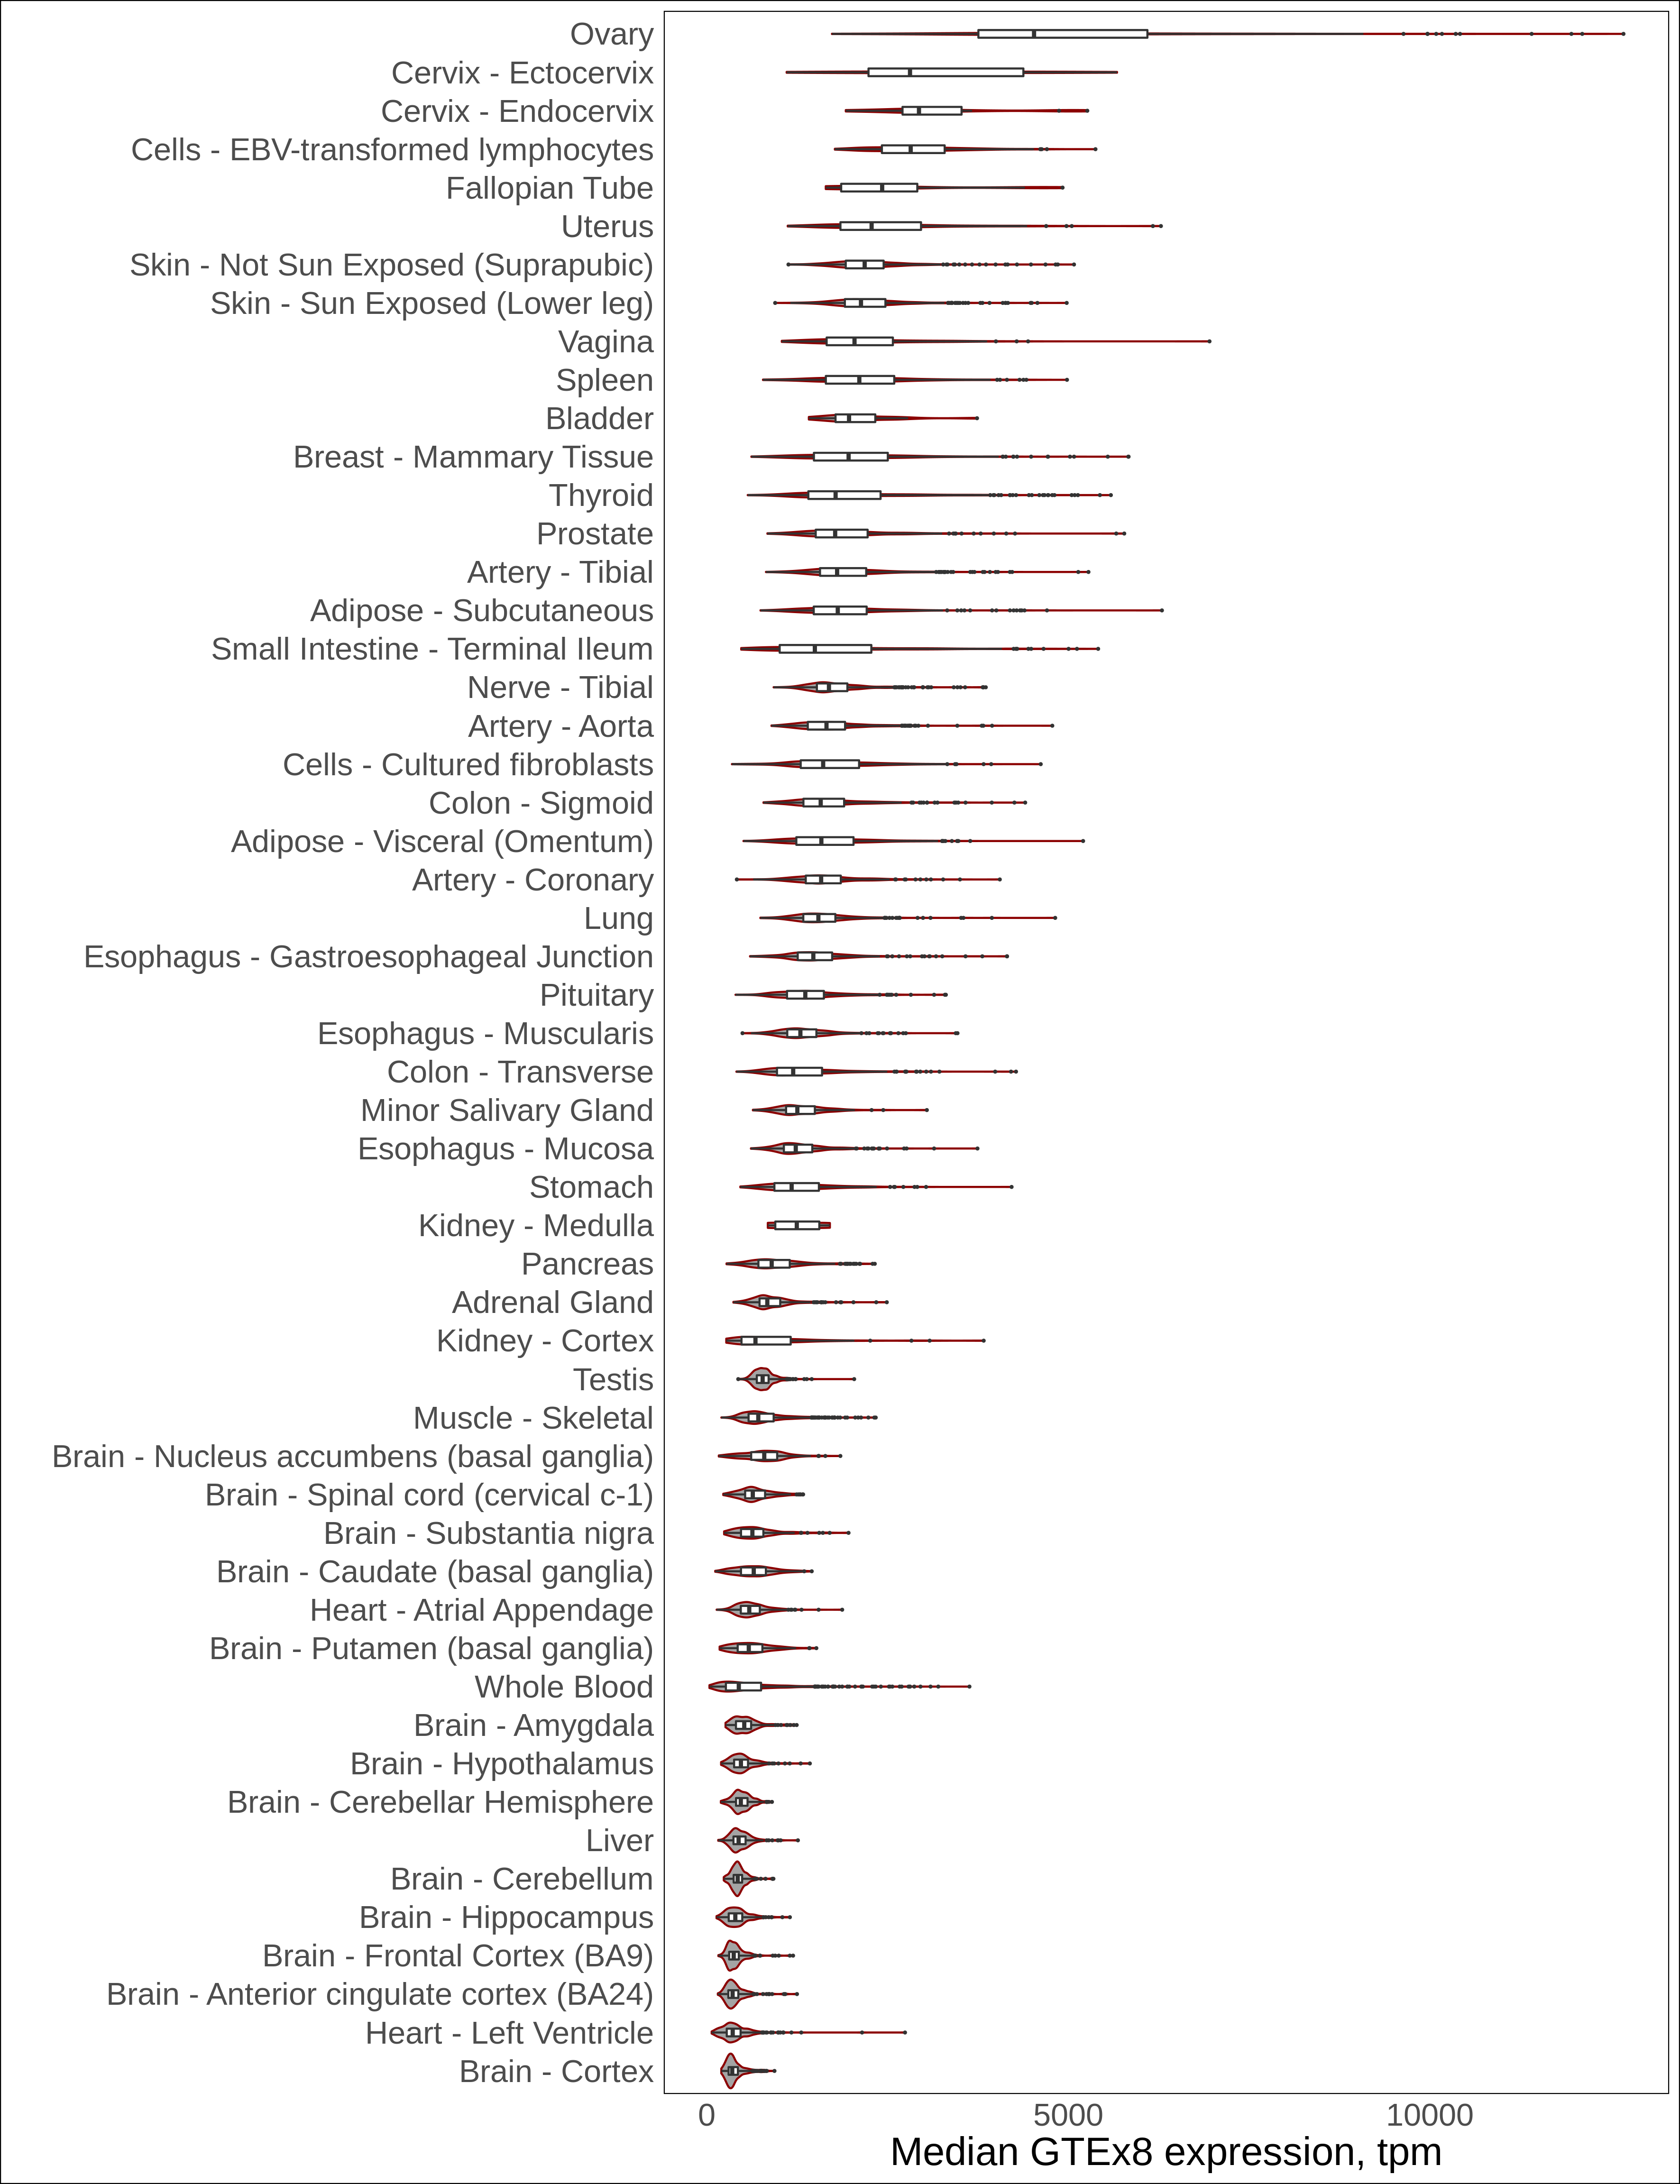 Ovary
Cervix - Ectocervix
Cervix - Endocervix
Cells - EBV-transformed lymphocytes
Fallopian Tube
Uterus
Skin - Not Sun Exposed (Suprapubic)
Skin - Sun Exposed (Lower leg)
Vagina
Spleen
Bladder
Breast - Mammary Tissue
Thyroid
Prostate
Artery - Tibial
Adipose - Subcutaneous
Small Intestine - Terminal Ileum
Nerve - Tibial
Artery - Aorta
Cells - Cultured fibroblasts
Colon - Sigmoid
Adipose - Visceral (Omentum)
Artery - Coronary
Lung
Esophagus - Gastroesophageal Junction
Pituitary
Esophagus - Muscularis
Colon - Transverse
Minor Salivary Gland
Esophagus - Mucosa
Stomach
Kidney - Medulla
Pancreas
Adrenal Gland
Kidney - Cortex
Testis
Muscle - Skeletal
Brain - Nucleus accumbens (basal ganglia)
Brain - Spinal cord (cervical c-1)
Brain - Substantia nigra
Brain - Caudate (basal ganglia)
Heart - Atrial Appendage
Brain - Putamen (basal ganglia)
Whole Blood
Brain - Amygdala
Brain - Hypothalamus
Brain - Cerebellar Hemisphere
Liver
Brain - Cerebellum
Brain - Hippocampus
Brain - Frontal Cortex (BA9)
Brain - Anterior cingulate cortex (BA24)
Heart - Left Ventricle
Brain - Cortex
0 5000 10000
Median GTEx8 expression, tpm